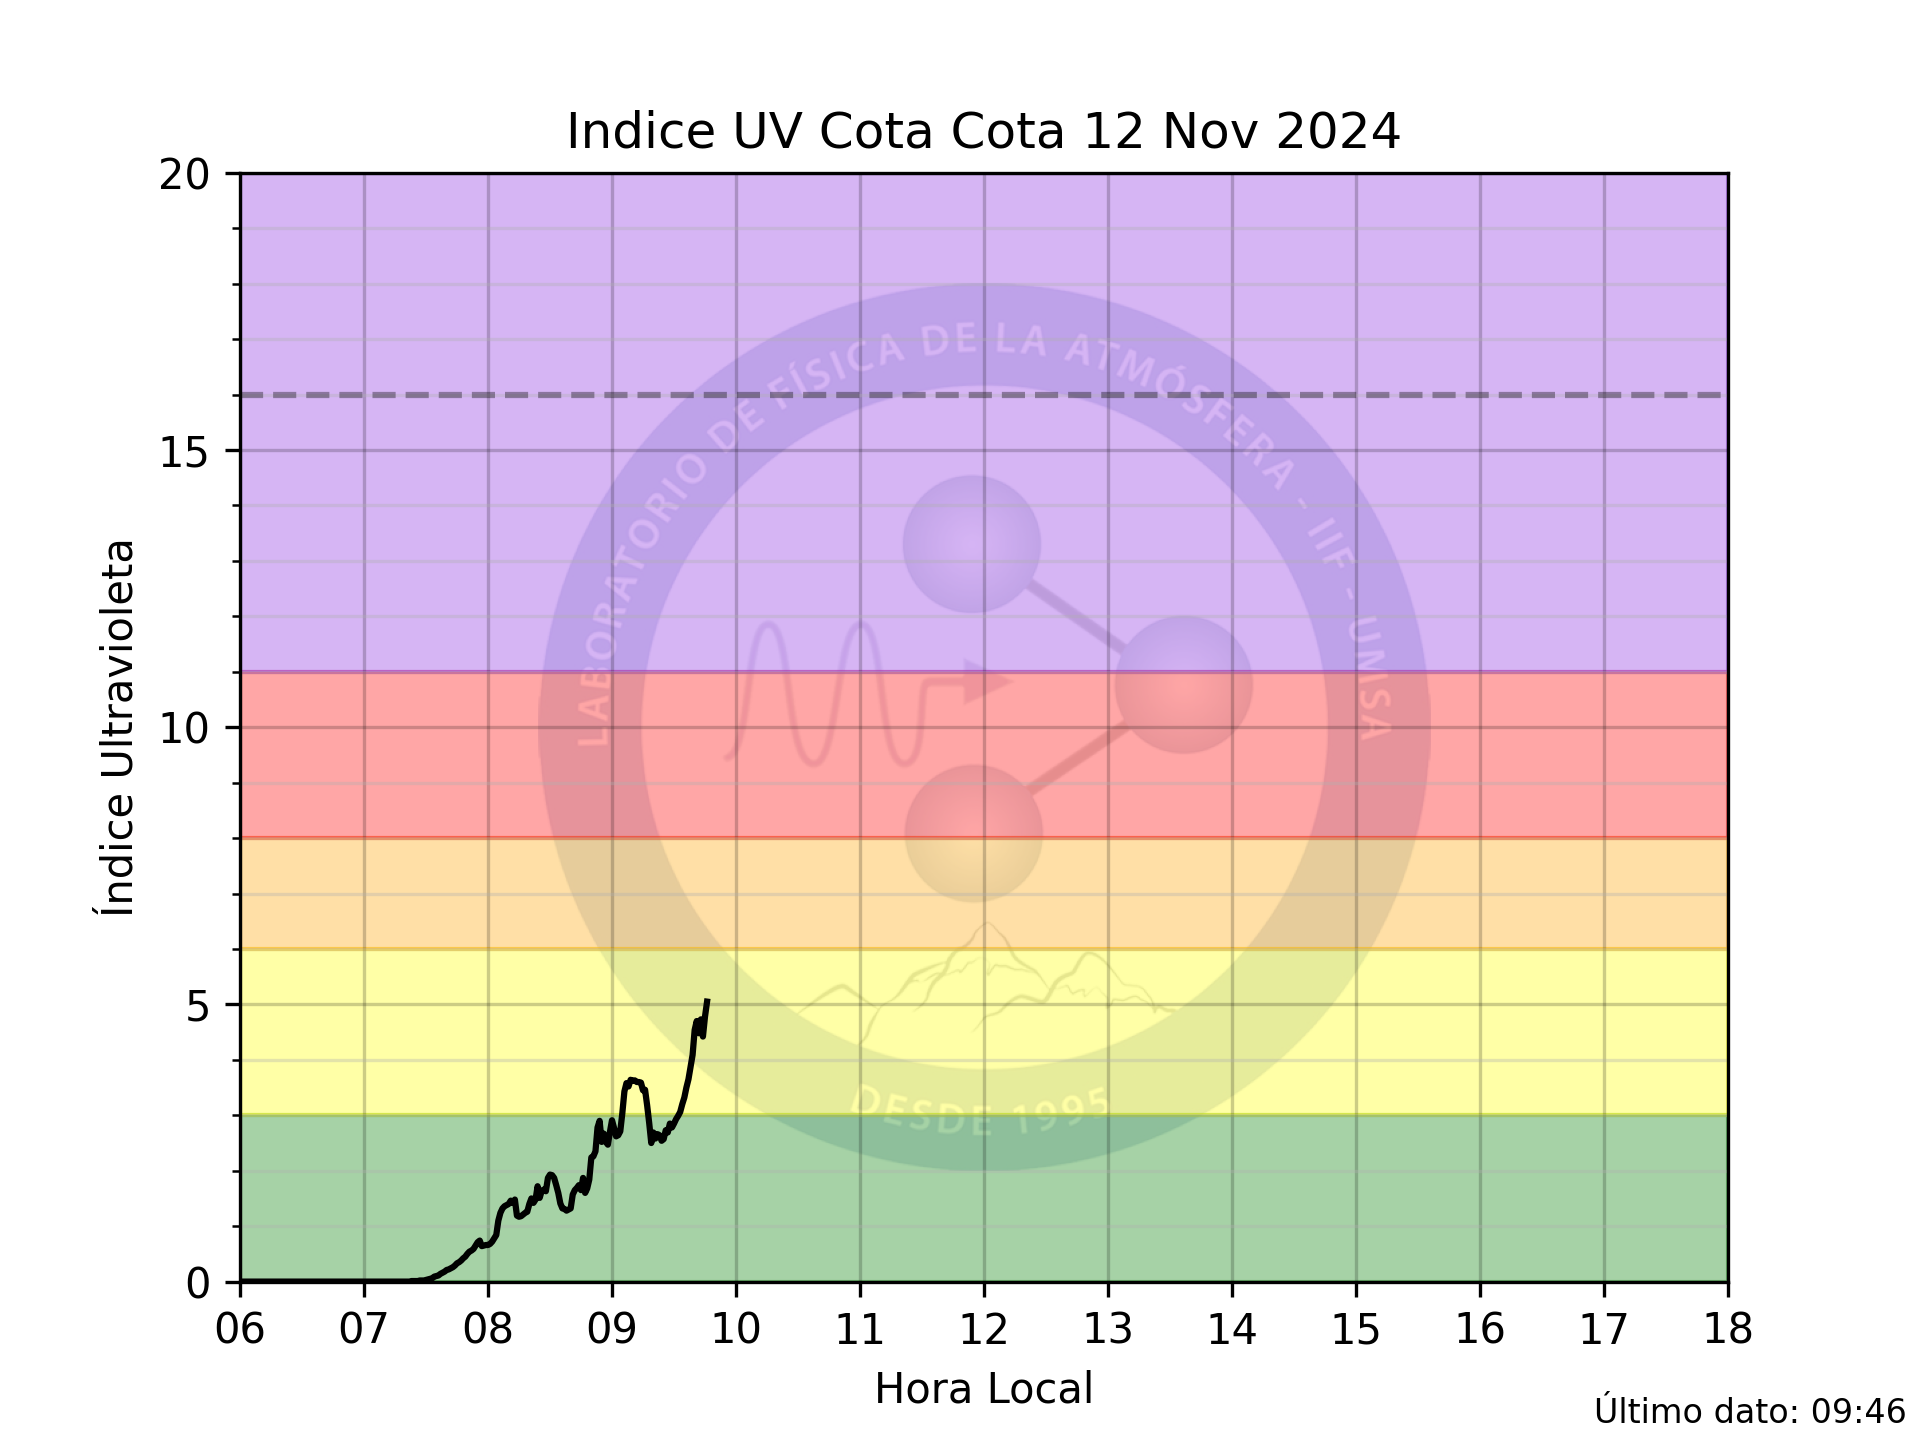 Indice UV Cota Cota 12 Nov 2024
20
15
10
5
0
Índice Ultravioleta
LABORATORIO DE FÍSICA DE LA ATMÓSFERA - IIF - UMSA
DESDE 1995
06 07 08 09 10 11 12 13 14 15 16 17 18
Hora Local
Último dato: 09:46